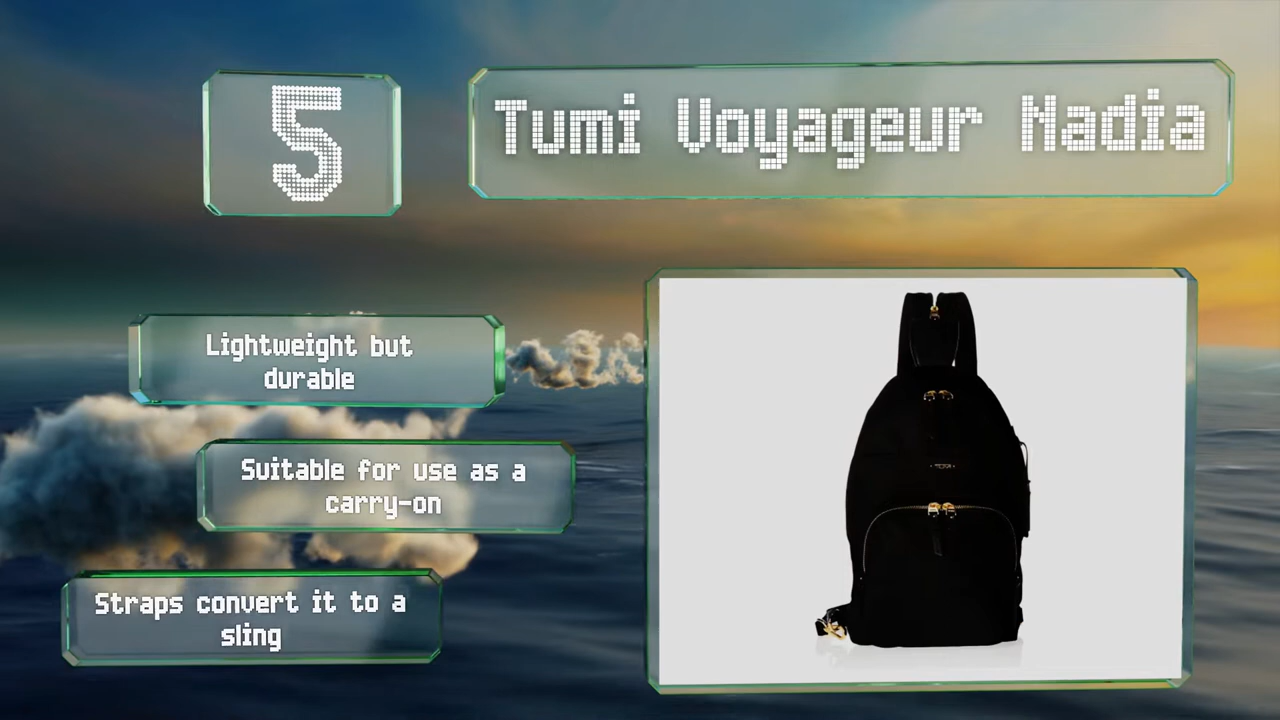 5
Tumi Voyageur Nadia
Lightweight but
durable
Suitable for use as a
carry-on
Straps convert it to a
sling